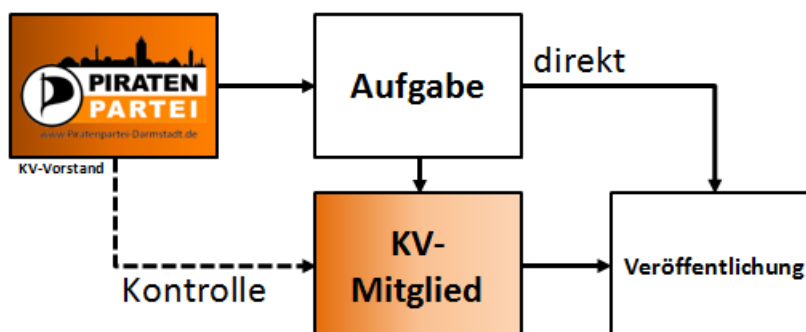 PIRATEN
PARTEI
www.Piratenpartei-Darmstadt.de
KV-Vorstand
Aufgabe
direkt
Kontrolle
KV-
Mitglied
Veröffentlichung